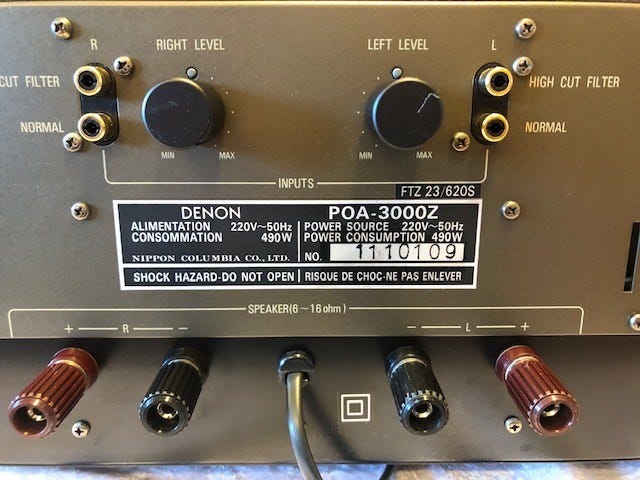 R RIGHT LEVEL LEFT LEVEL L
CUT FILTER HIGH CUT FILTER
NORMAL NORMAL
MIN MAX MIN MAX
INPUTS
FTZ 23/620S
DENON
ALIMENTATION 220V~50Hz
CONSOMMATION 490W
NIPPON COLUMBIA CO., LTD.
POA-3000Z
POWER SOURCE 220V~50Hz
POWER CONSUMPTION 490W
NO. 1110109
SHOCK HAZARD-DO NOT OPEN RISQUE DE CHOC-NE PAS ENLEVER
SPEAKER(6~16ohm)
+ R - - L +